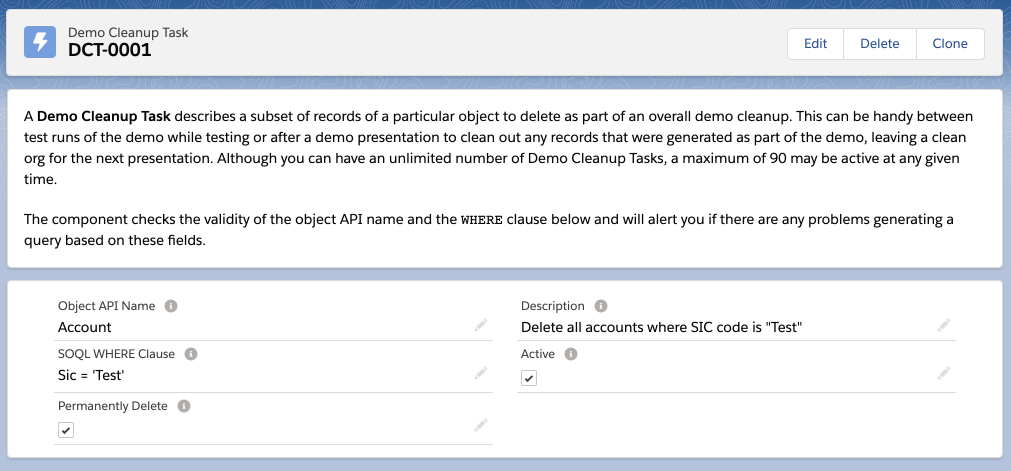 Demo Cleanup Task
DCT-0001
Edit
Delete
Clone
A Demo Cleanup Task describes a subset of records of a particular object to delete as part of an overall demo cleanup. This can be handy between
test runs of the demo while testing or after a demo presentation to clean out any records that were generated as part of the demo, leaving a clean
org for the next presentation. Although you can have an unlimited number of Demo Cleanup Tasks, a maximum of 90 may be active at any given
time.
The component checks the validity of the object API name and the WHERE clause below and will alert you if there are any problems generating a
query based on these fields.
Object API Name
Account
Description
Delete all accounts where SIC code is "Test"
SOQL WHERE Clause
Sic = 'Test'
Active
Permanently Delete